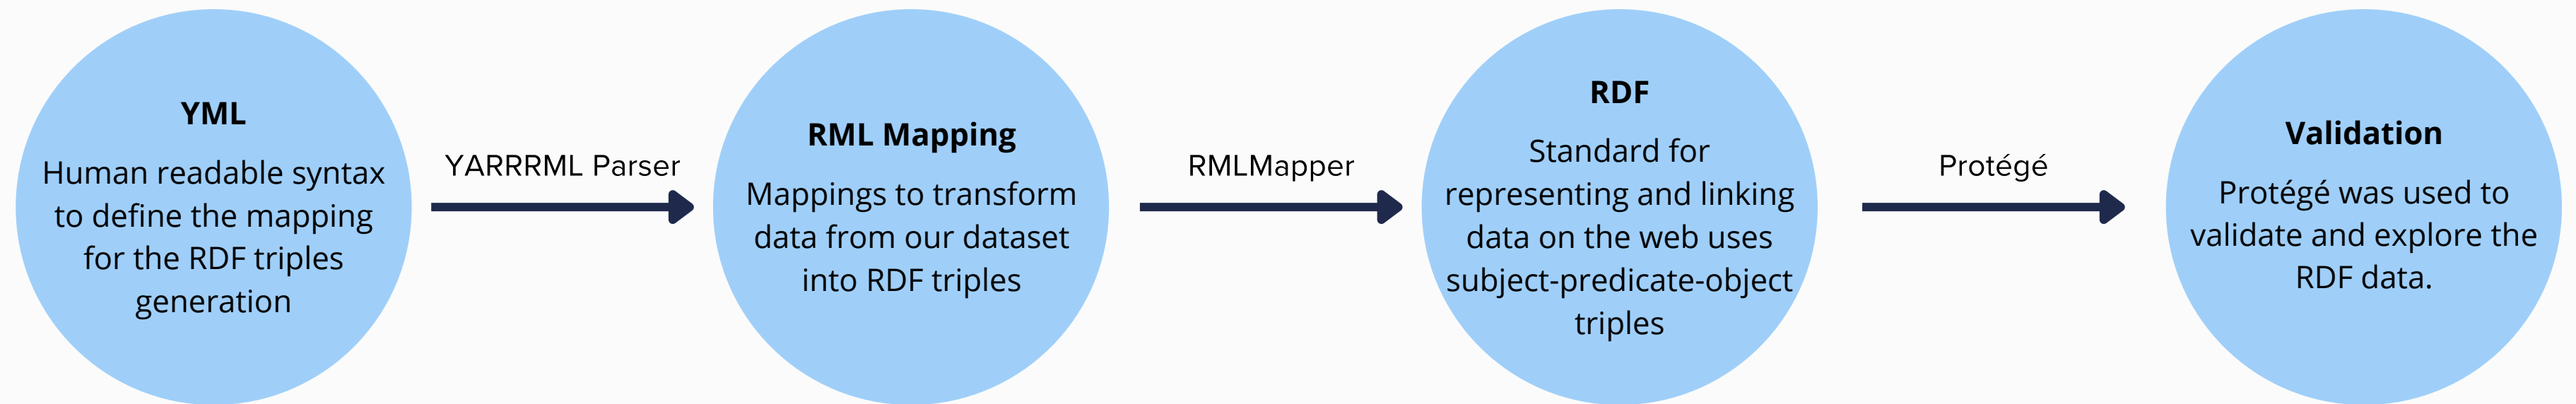 YML
Human readable syntax
to define the mapping
for the RDF triples
generation
YARRRML Parser
RML Mapping
Mappings to transform
data from our dataset
into RDF triples
RMLMapper
RDF
Standard for
representing and linking
data on the web uses
subject-predicate-object
triples
Protégé
Validation
Protégé was used to
validate and explore the
RDF data.